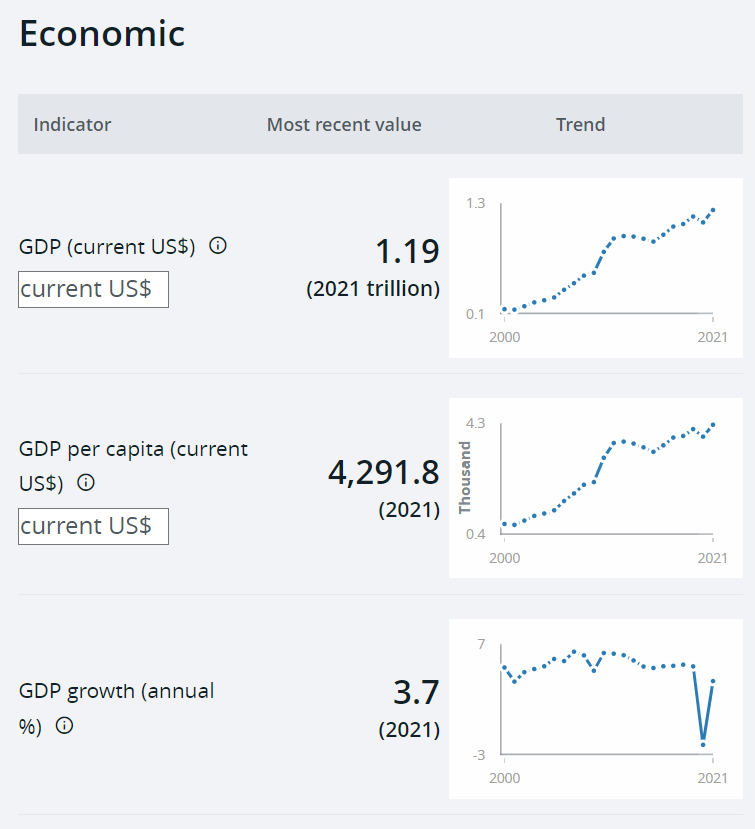 Economic
Indicator Most recent value Trend
GDP (current US$)
current US$
1.19
(2021 trillion)
1.3
0.1
2000 2021
GDP per capita (current
US$)
current US$
4,291.8
(2021)
Thousand
4.3
0.4
2000 2021
GDP growth (annual
%)
3.7
(2021)
7
-3
2000 2021